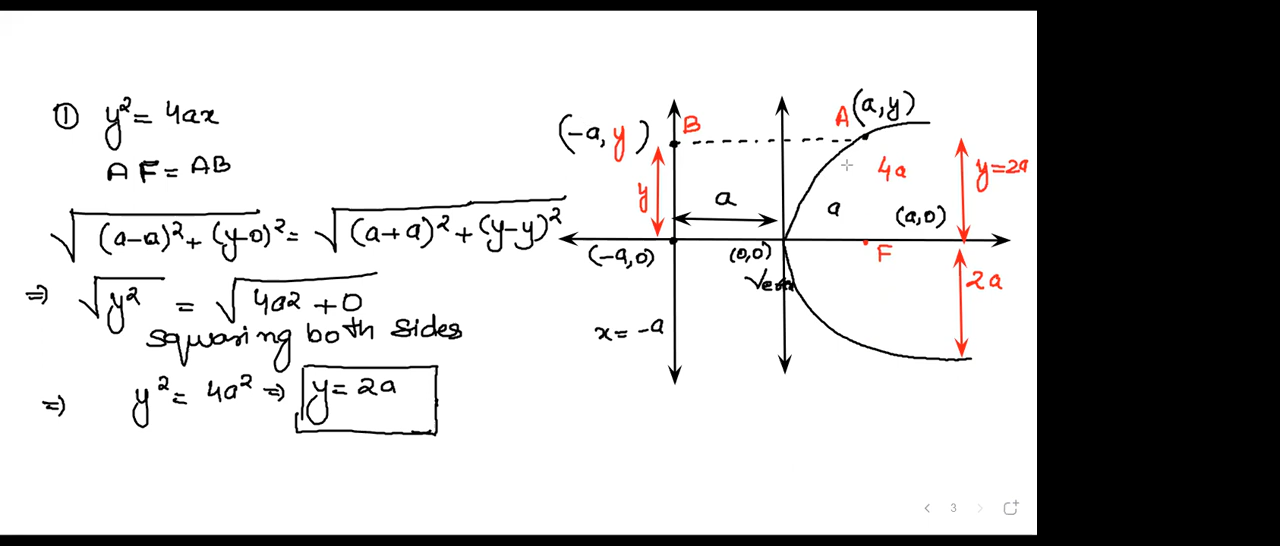 ① y² = 4ax
AF = AB
√(a-a)² + (y-0)² = √(a+a)² + (y-y)²
⇒ √y² = √4a² + 0
squaring both sides
⇒ y² = 4a² ⇒ y = 2a
A (a, y)
(-a, y) B
4a
y = 2a
y
a
a
(a, 0)
(-a, 0)
(0, 0)
F
2a
x = -a
3